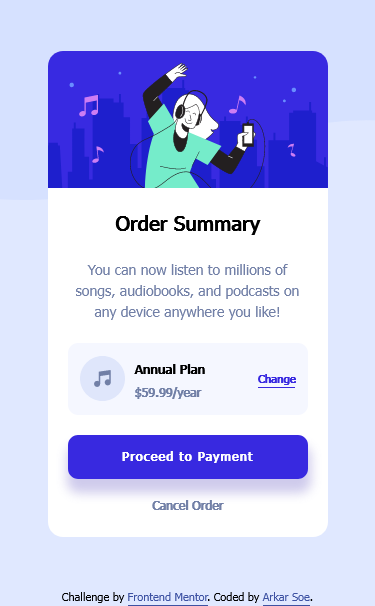 Order Summary
You can now listen to millions of
songs, audiobooks, and podcasts on
any device anywhere you like!
Annual Plan
$59.99/year
Change
Proceed to Payment
Cancel Order
Challenge by Frontend Mentor. Coded by Arkar Soe.